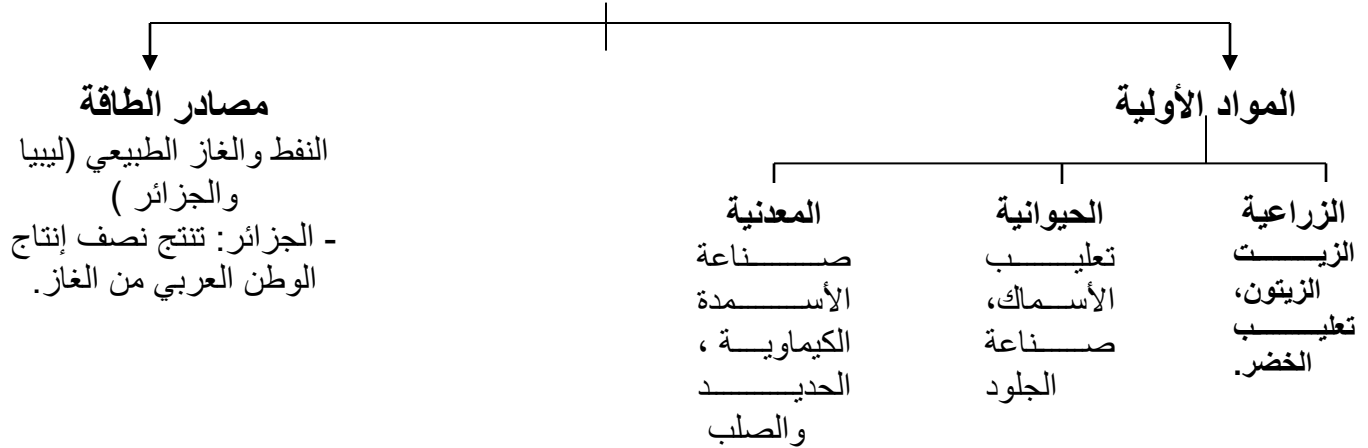 المواد الأولية
الزراعية
الزيت
الزيتون،
تعليب
الخضر.
الحيوانية
تعليب
الأسماك،
صناعة
الجلود
المعدنية
صناعة
الأسمدة
الكيماوية ،
الحديد
والصلب
مصادر الطاقة
النفط والغاز الطبيعي (ليبيا
والجزائر )
- الجزائر: تنتج نصف إنتاج
الوطن العربي من الغاز.